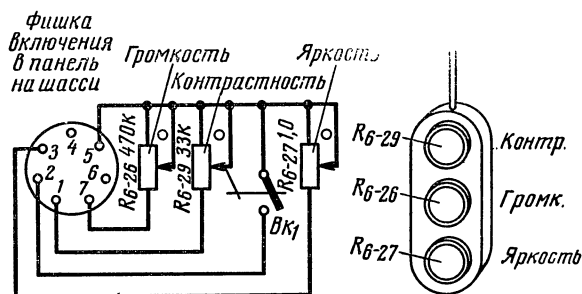 Фишка
включения
в панель
на шасси
Громкость
Контрастность
Яркость
3
4
5
2
1
7
6
R6-26 470к
R6-29 33к
R6-27 1,0
Вк1
R6-29
Контр.
R6-26
Громк.
R6-27
Яркость